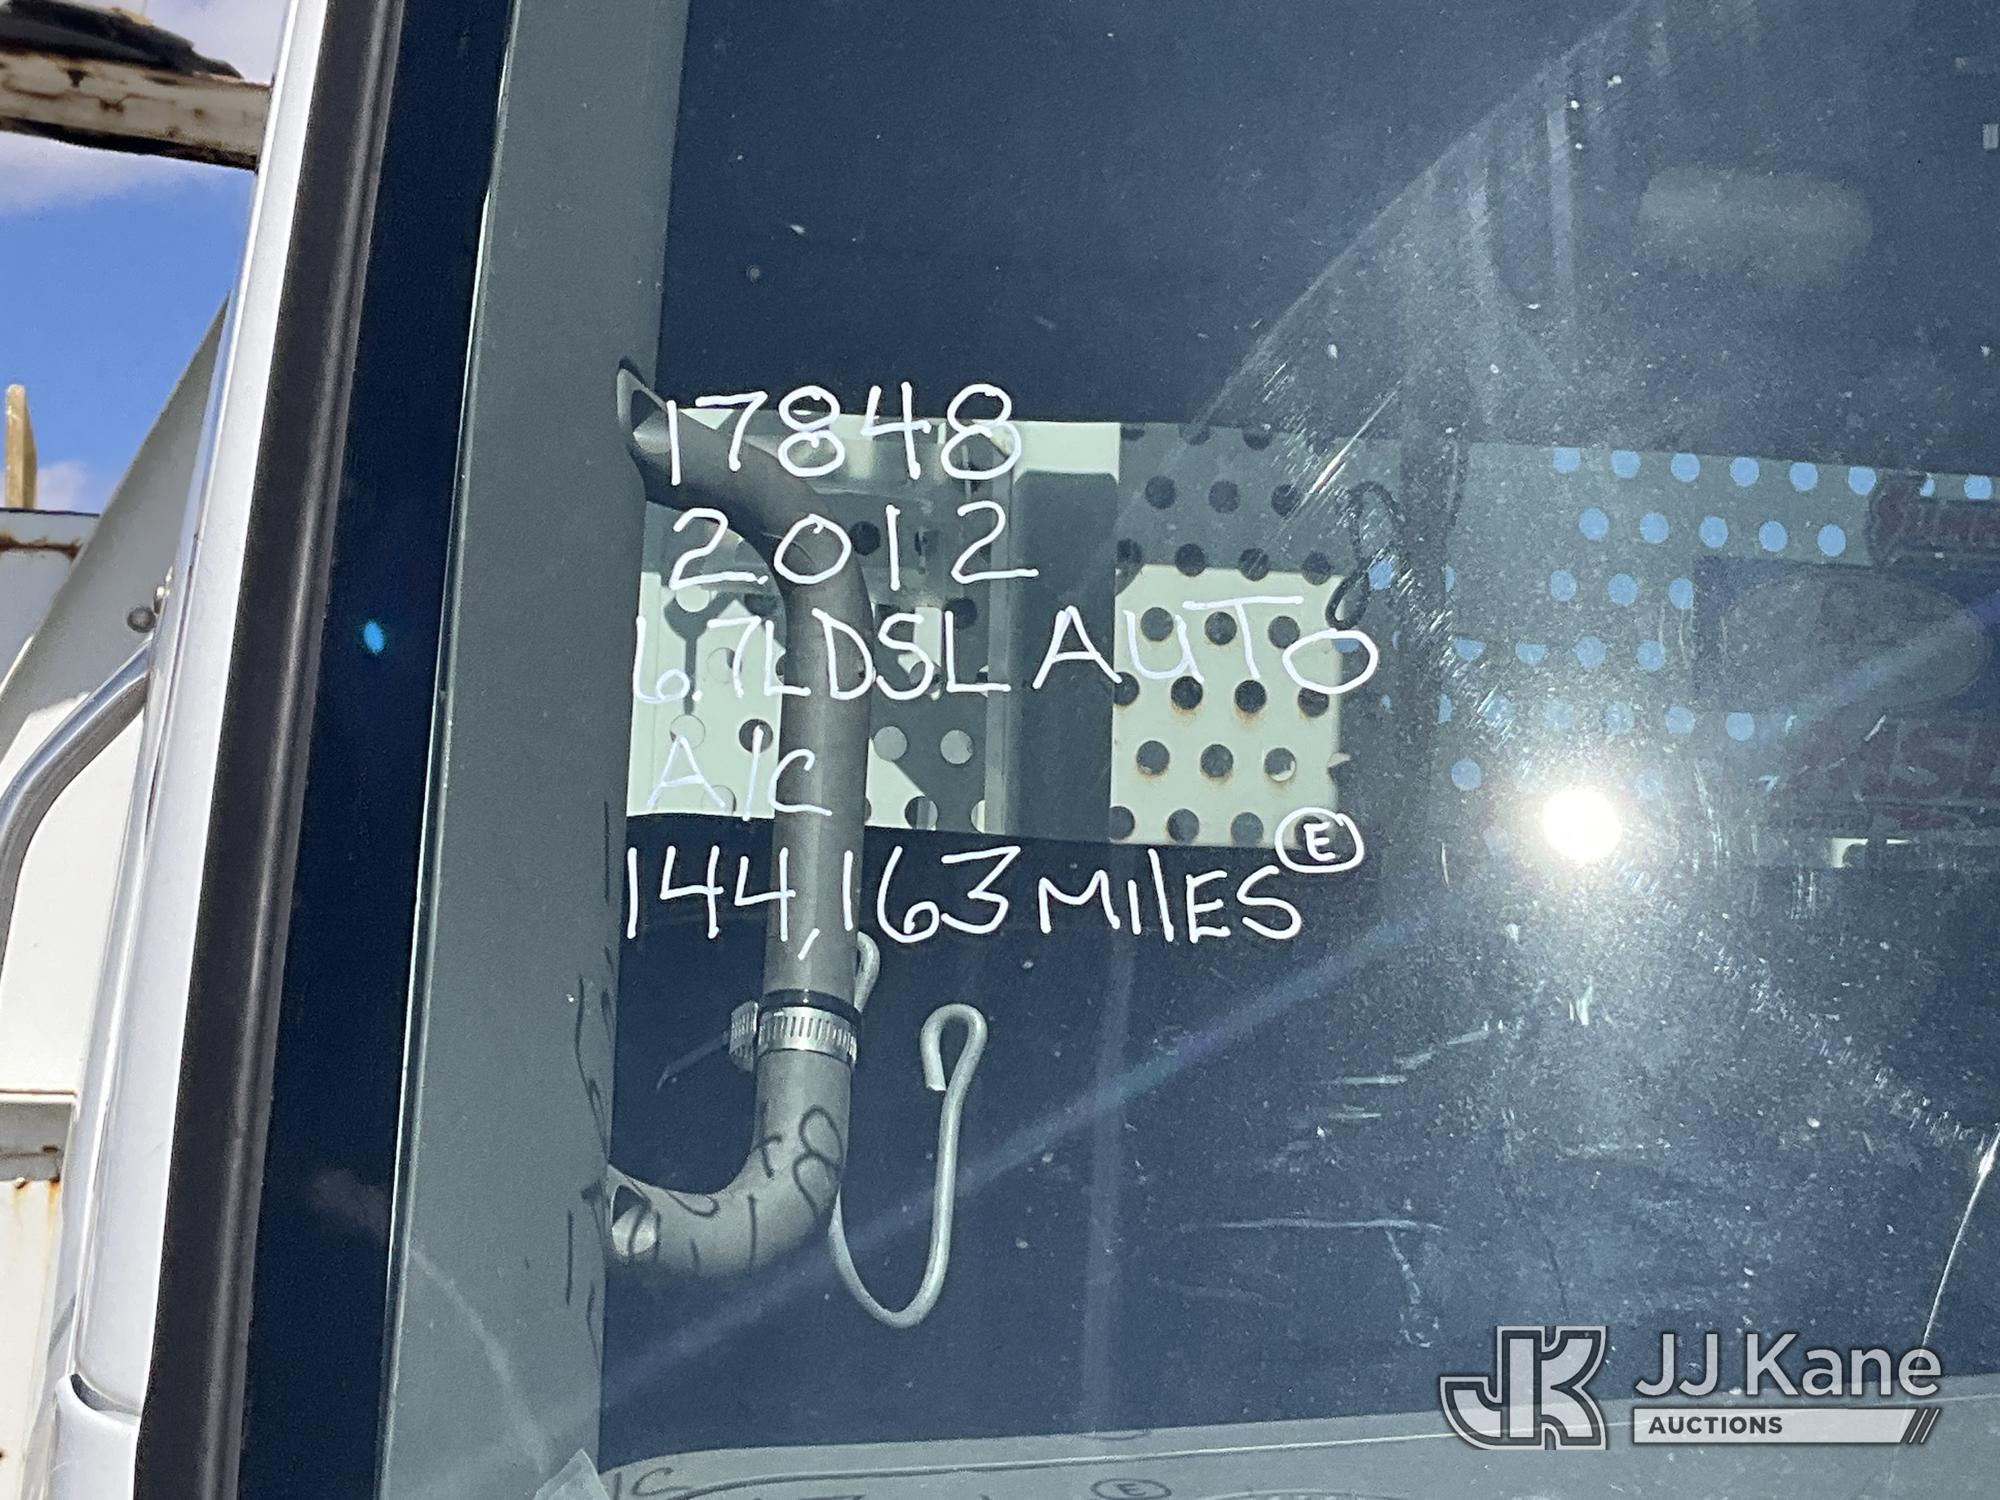 17848
2012
6.7L DSL AUTO
A/C
144,163 MILES Ⓔ
JJ Kane
AUCTIONS